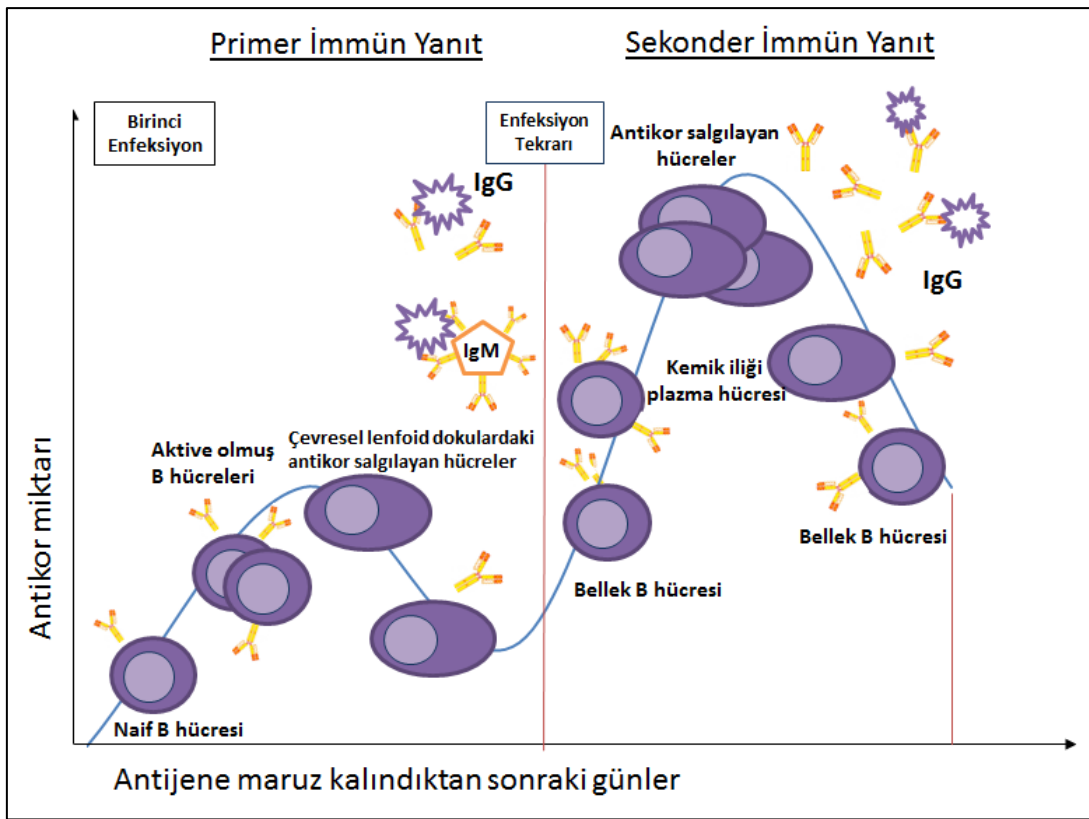 Primer İmmün Yanıt
Sekonder İmmün Yanıt
Birinci
Enfeksiyon
Enfeksiyon
Tekrarı
Antikor salgılayan
hücreler
IgG
IgG
IgM
Kemik iliği
plazma hücresi
Aktive olmuş
B hücreleri
Çevresel lenfoid dokulardaki
antikor salgılayan hücreler
Bellek B hücresi
Bellek B hücresi
Naif B hücresi
Antikor miktarı
Antijene maruz kalındıktan sonraki günler